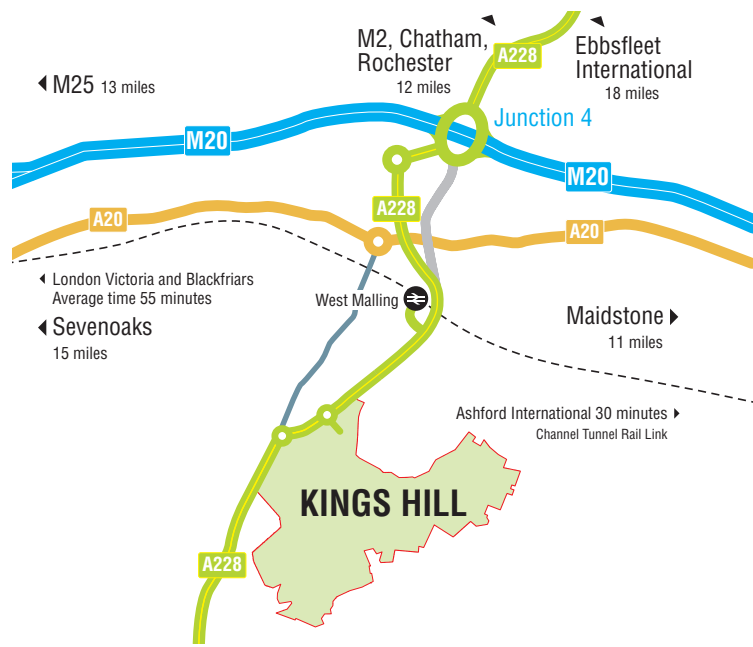 M2, Chatham,
Rochester
12 miles
A228
Ebbsfleet
International
18 miles
M25 13 miles
Junction 4
M20
M20
A228
A20
A20
London Victoria and Blackfriars
Average time 55 minutes
West Malling
Sevenoaks
15 miles
Maidstone
11 miles
Ashford International 30 minutes
Channel Tunnel Rail Link
KINGS HILL
A228